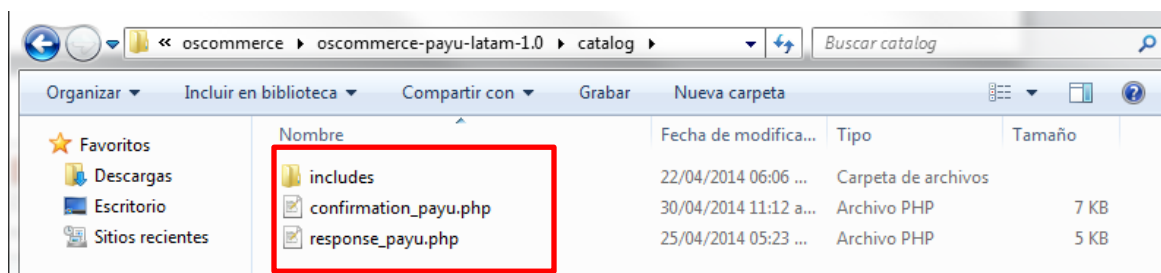 « oscommerce ▸ oscommerce-payu-latam-1.0 ▸ catalog ▸ Buscar catalog
Organizar Incluir en biblioteca Compartir con Grabar Nueva carpeta
Favoritos
Descargas
Escritorio
Sitios recientes
Nombre Fecha de modifica... Tipo Tamaño
includes 22/04/2014 06:06 ... Carpeta de archivos
confirmation_payu.php 30/04/2014 11:12 a... Archivo PHP 7 KB
response_payu.php 25/04/2014 05:23 ... Archivo PHP 5 KB